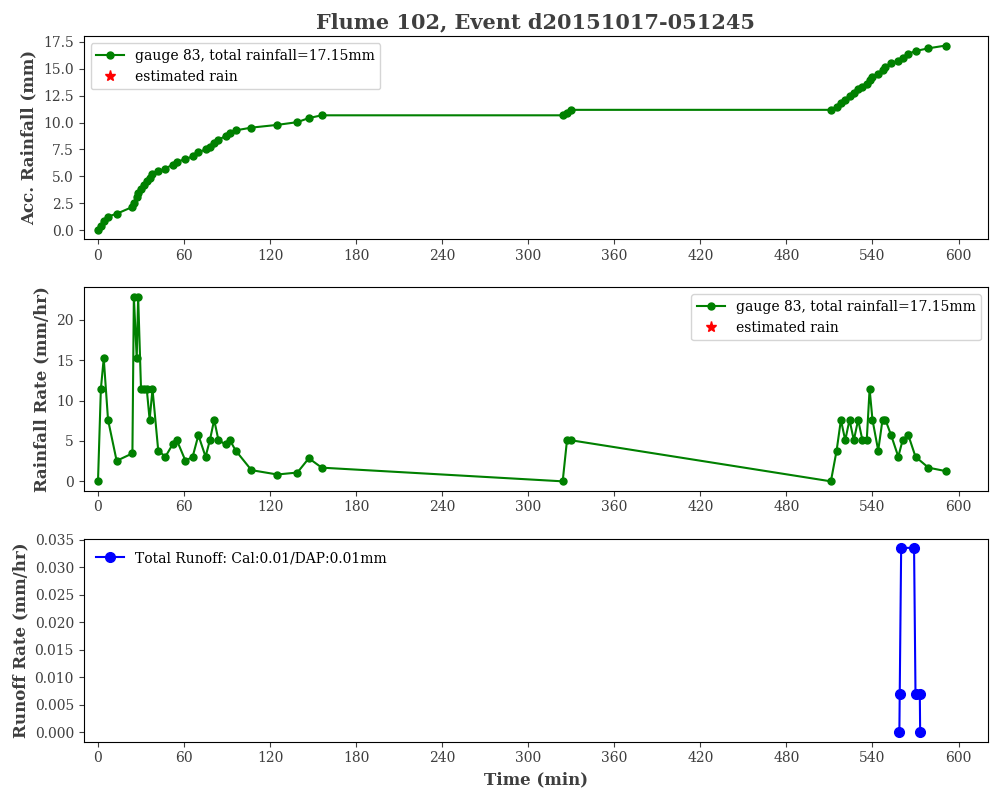 Flume 102, Event d20151017-051245
Acc. Rainfall (mm)
17.5
15.0
12.5
10.0
7.5
5.0
2.5
0.0
gauge 83, total rainfall=17.15mm
estimated rain
0 60 120 180 240 300 360 420 480 540 600
Rainfall Rate (mm/hr)
20
15
10
5
0
gauge 83, total rainfall=17.15mm
estimated rain
0 60 120 180 240 300 360 420 480 540 600
Runoff Rate (mm/hr)
0.035
0.030
0.025
0.020
0.015
0.010
0.005
0.000
Total Runoff: Cal:0.01/DAP:0.01mm
0 60 120 180 240 300 360 420 480 540 600
Time (min)